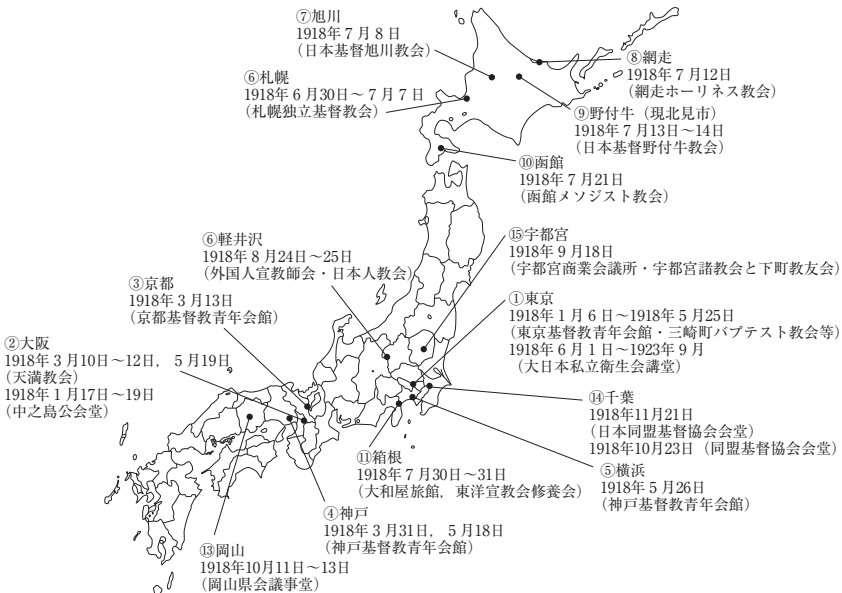 ⑦旭川
1918年7月8日
（日本基督旭川教会）
⑧網走
1918年7月12日
（網走ホーリネス教会）
⑥札幌
1918年6月30日～7月7日
（札幌独立基督教会）
⑨野付牛（現北見市）
1918年7月13日～14日
（日本基督野付牛教会）
⑩函館
1918年7月21日
（函館メソジスト教会）
⑮宇都宮
1918年9月18日
（宇都宮商業会議所・宇都宮諸教会と下町教友会）
⑥軽井沢
1918年8月24日～25日
（外国人宣教師会・日本人教会）
③京都
1918年3月13日
（京都基督教青年会館）
①東京
1918年1月6日～1918年5月25日
（東京基督教青年会館・三崎町バプテスト教会等）
1918年6月1日～1923年9月
（大日本私立衛生会講堂）
②大阪
1918年3月10日～12日，5月19日
（天満教会）
1918年1月17日～19日
（中之島公会堂）
⑭千葉
1918年11月21日
（日本同盟基督協会会堂）
1918年10月23日（同盟基督協会会堂）
⑪箱根
1918年7月30日～31日
（大和屋旅館，東洋宣教会修養会）
⑤横浜
1918年5月26日
（神戸基督教青年会館）
④神戸
1918年3月31日，5月18日
（神戸基督教青年会館）
⑬岡山
1918年10月11日～13日
（岡山県会議事堂）